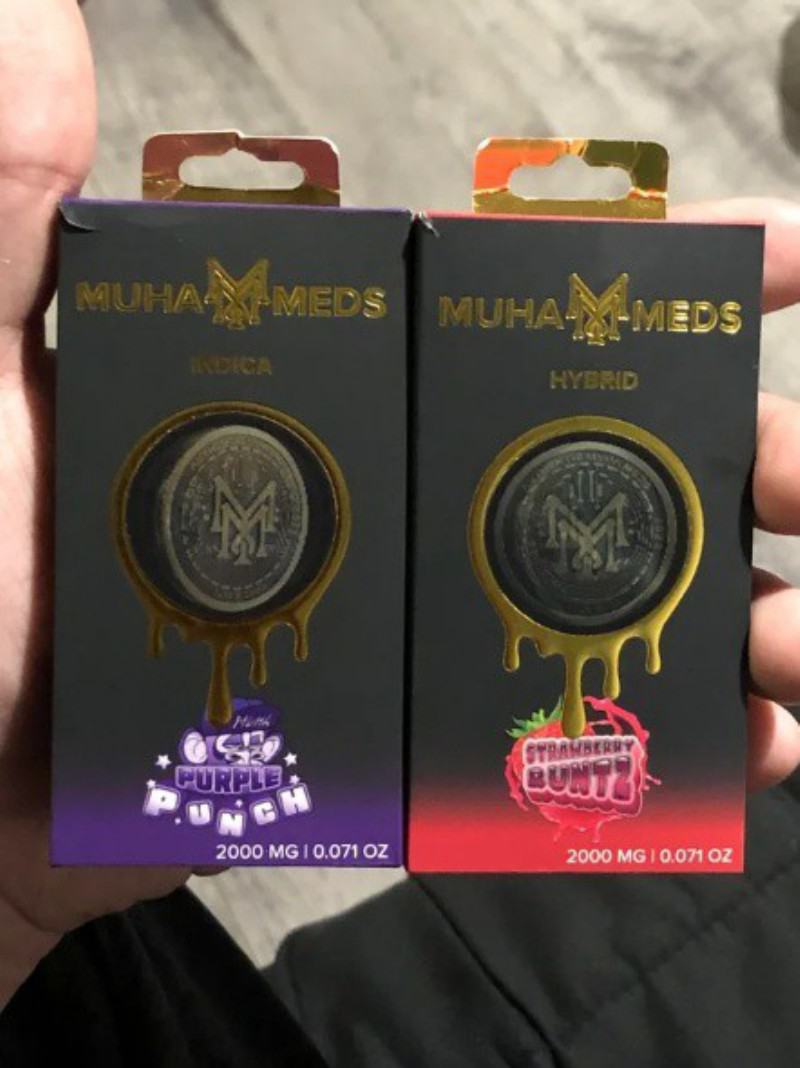 MUHA MEDS
INDICA
Muha
PURPLE
PUNCH
2000 MG | 0.071 OZ
MUHA MEDS
HYBRID
STRAWBERRY
RUNTZ
2000 MG | 0.071 OZ